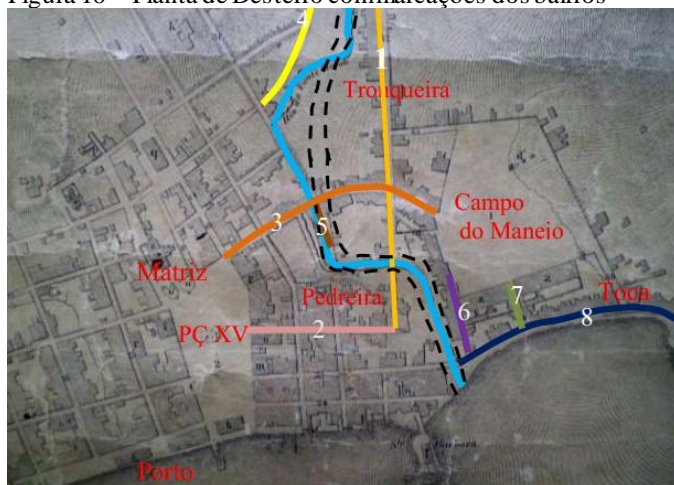 Figura 16 – Planta de Desterro com marcações dos bairros
4
1
Tronqueira
Campo
do Maneio
3
5
Matriz
Pedreira
6
7
Toca
8
PÇ XV
2
Porto